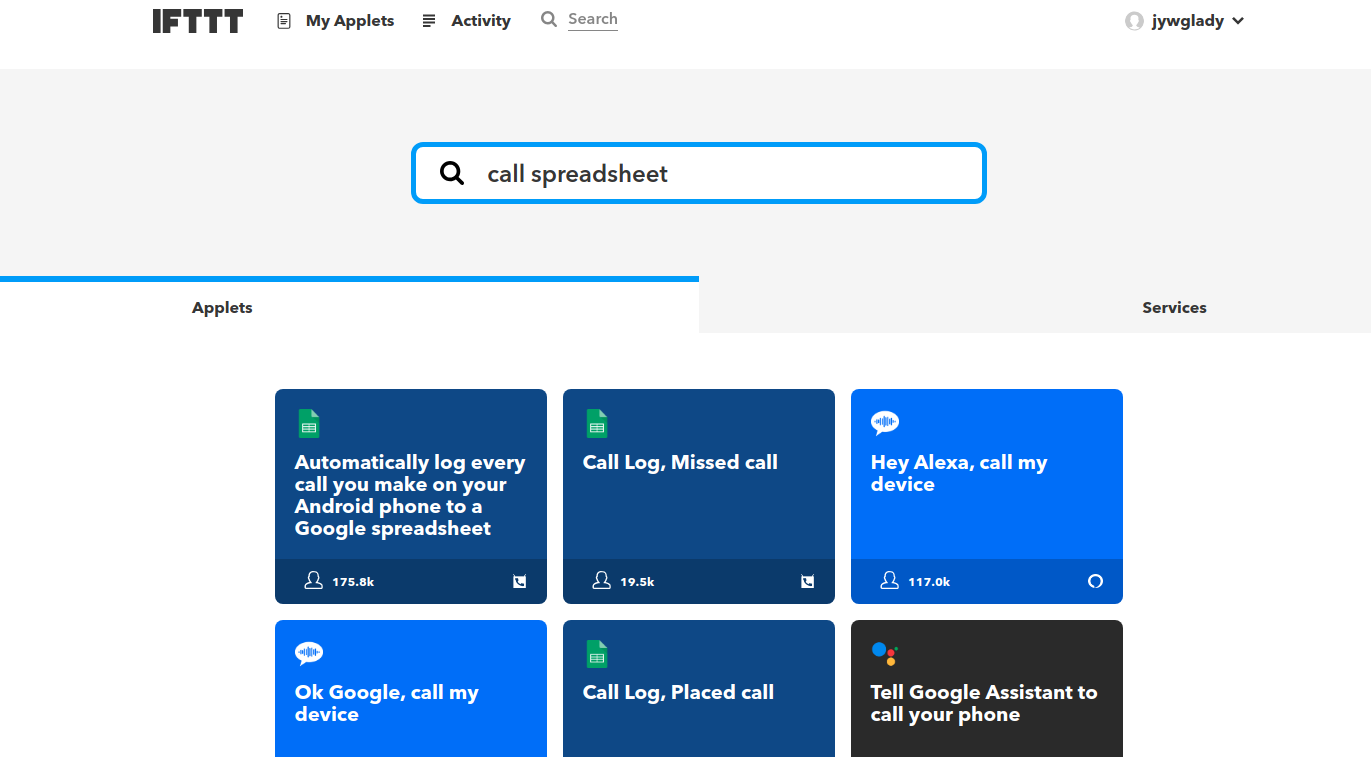 IFTTT My Applets Activity Search jywglady
call spreadsheet
Applets Services
Automatically log every
call you make on your
Android phone to a
Google spreadsheet
175.8k
Call Log, Missed call
19.5k
Hey Alexa, call my
device
117.0k
Ok Google, call my
device
Call Log, Placed call
Tell Google Assistant to
call your phone